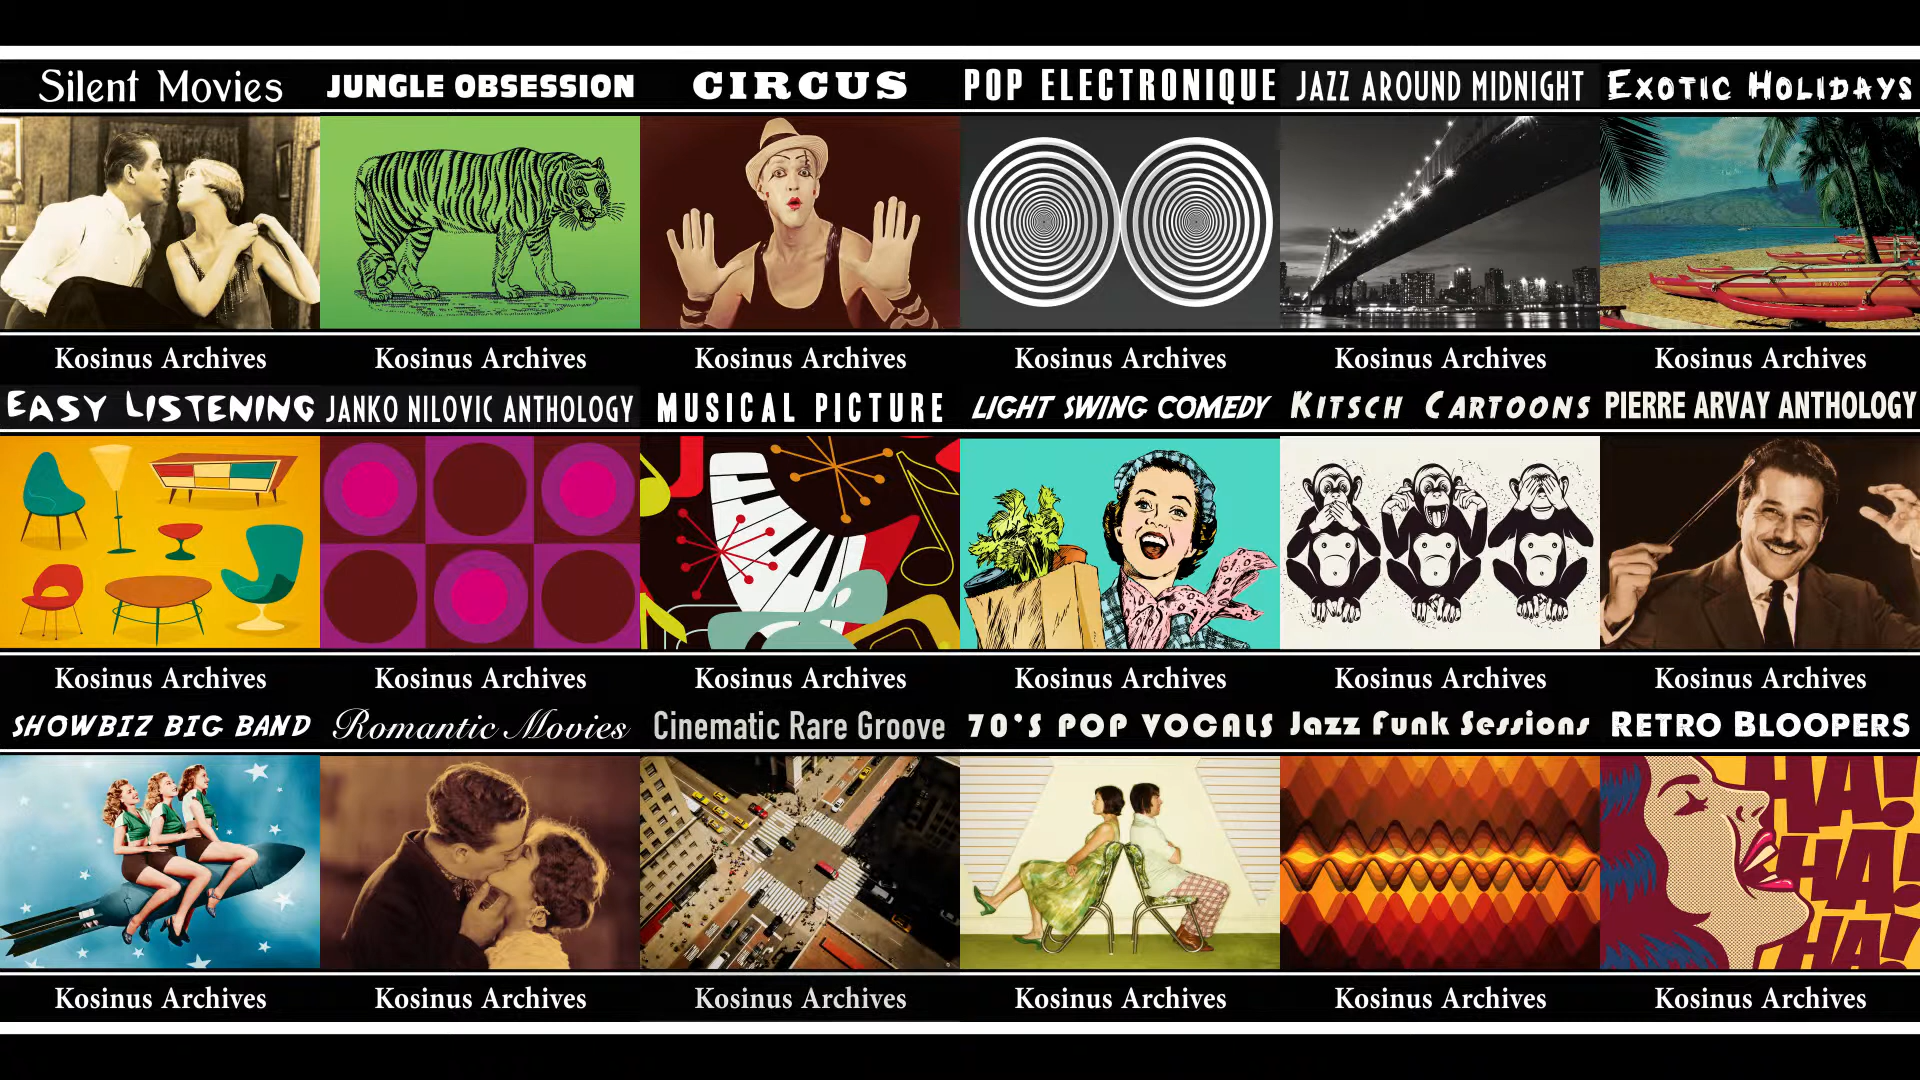 Silent Movies
JUNGLE OBSESSION
CIRCUS
POP ELECTRONIQUE
JAZZ AROUND MIDNIGHT
EXOTIC HOLIDAYS
Kosinus Archives
Kosinus Archives
Kosinus Archives
Kosinus Archives
Kosinus Archives
Kosinus Archives
EASY LISTENING
JANKO NILOVIC ANTHOLOGY
MUSICAL PICTURE
LIGHT SWING COMEDY
KITSCH CARTOONS
PIERRE ARVAY ANTHOLOGY
Kosinus Archives
Kosinus Archives
Kosinus Archives
Kosinus Archives
Kosinus Archives
Kosinus Archives
SHOWBIZ BIG BAND
Romantic Movies
Cinematic Rare Groove
70'S POP VOCALS
Jazz Funk Sessions
RETRO BLOOPERS
HA!
HA!
HA!
Kosinus Archives
Kosinus Archives
Kosinus Archives
Kosinus Archives
Kosinus Archives
Kosinus Archives